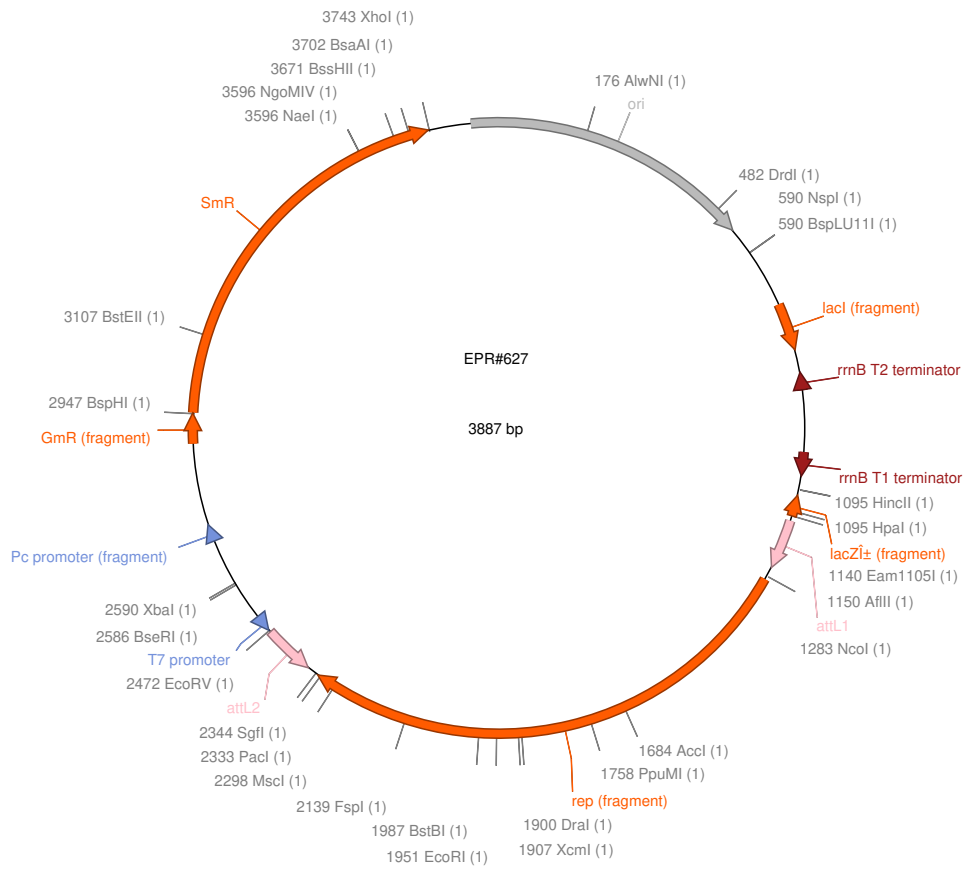 3743 XhoI (1)
3702 BsaAI (1)
3671 BssHII (1)
3596 NgoMIV (1)
3596 NaeI (1)
176 AlwNI (1)
ori
482 DrdI (1)
590 NspI (1)
590 BspLU11I (1)
SmR
lacI (fragment)
3107 BstEII (1)
EPR#627
rrnB T2 terminator
2947 BspHI (1)
3887 bp
GmR (fragment)
rrnB T1 terminator
1095 HincII (1)
1095 HpaI (1)
Pc promoter (fragment)
lacZÎ± (fragment)
1140 Eam1105I (1)
1150 AflII (1)
2590 XbaI (1)
attL1
2586 BseRI (1)
1283 NcoI (1)
T7 promoter
2472 EcoRV (1)
attL2
2344 SgfI (1)
2333 PacI (1)
2298 MscI (1)
1684 AccI (1)
1758 PpuMI (1)
rep (fragment)
2139 FspI (1)
1900 DraI (1)
1987 BstBI (1)
1907 XcmI (1)
1951 EcoRI (1)